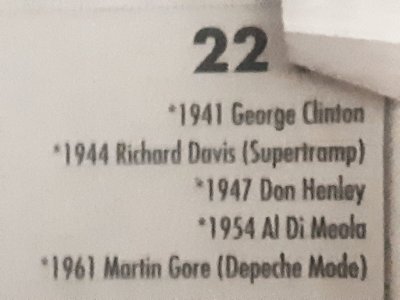 22
*1941 George Clinton
*1944 Richard Davis (Supertramp)
*1947 Don Henley
*1954 Al Di Meola
*1961 Martin Gore (Depeche Mode)